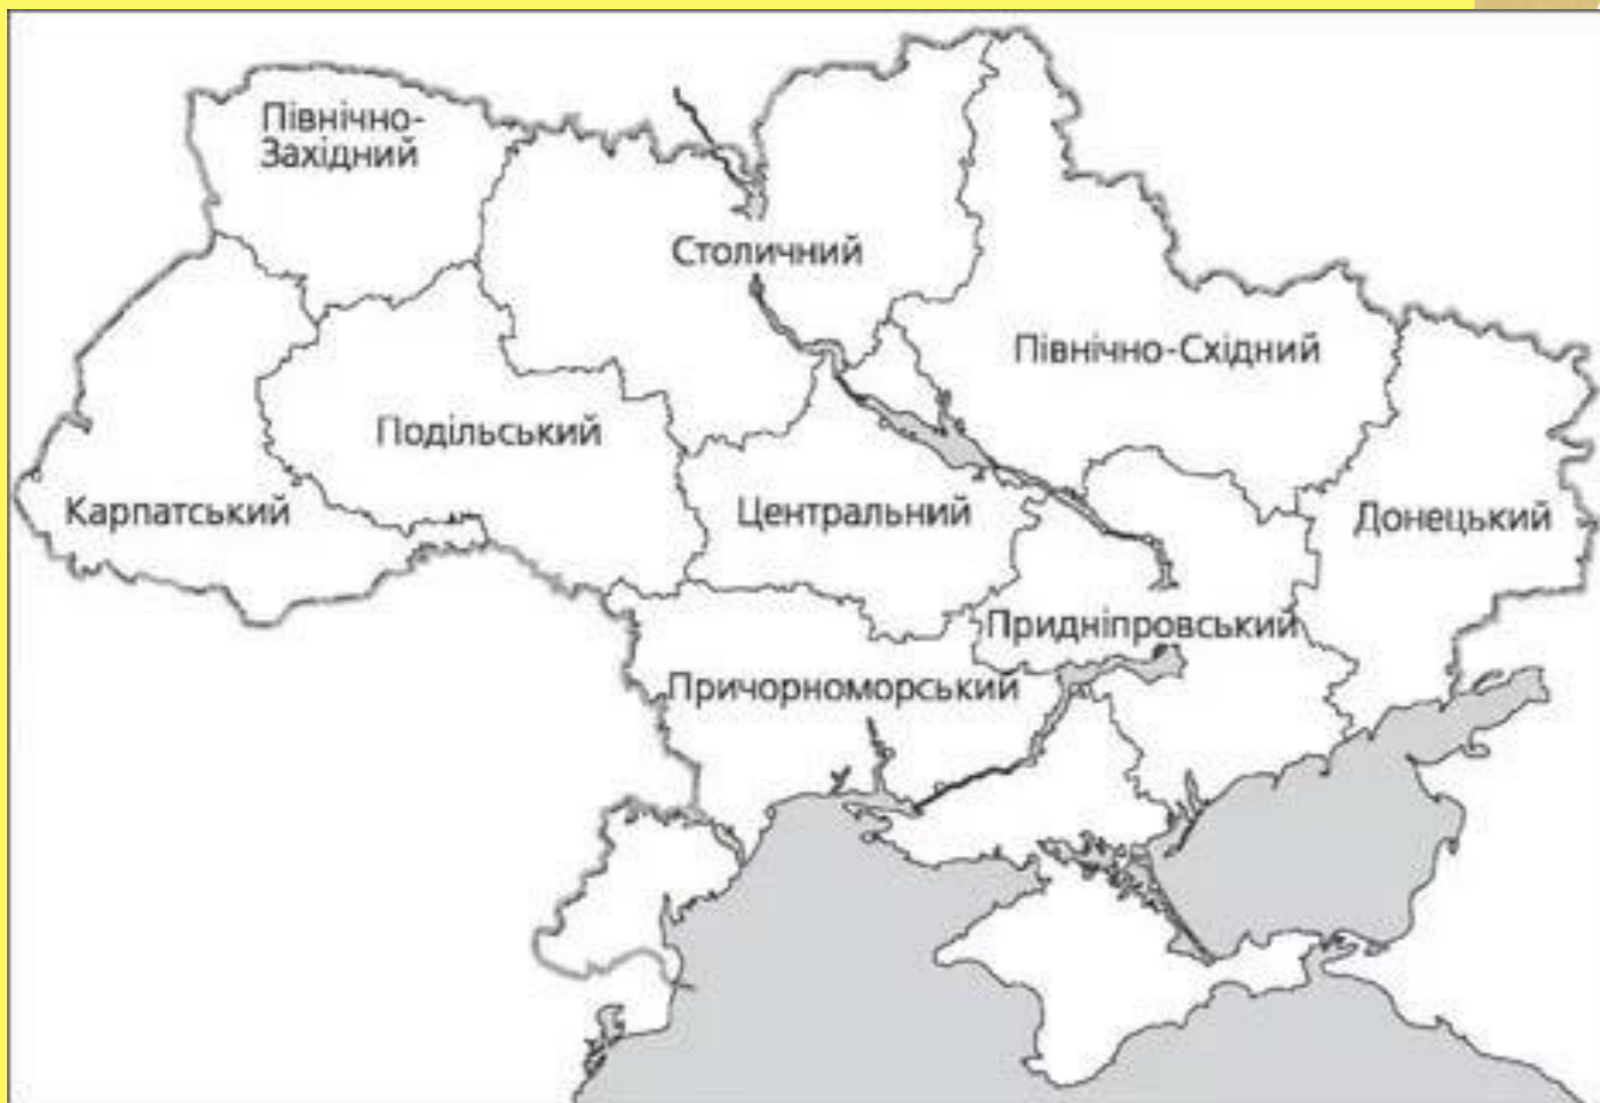 Північно-
Західний
Столичний
Північно-Східний
Подільський
Карпатський
Центральний
Донецький
Придніпровський
Причорноморський